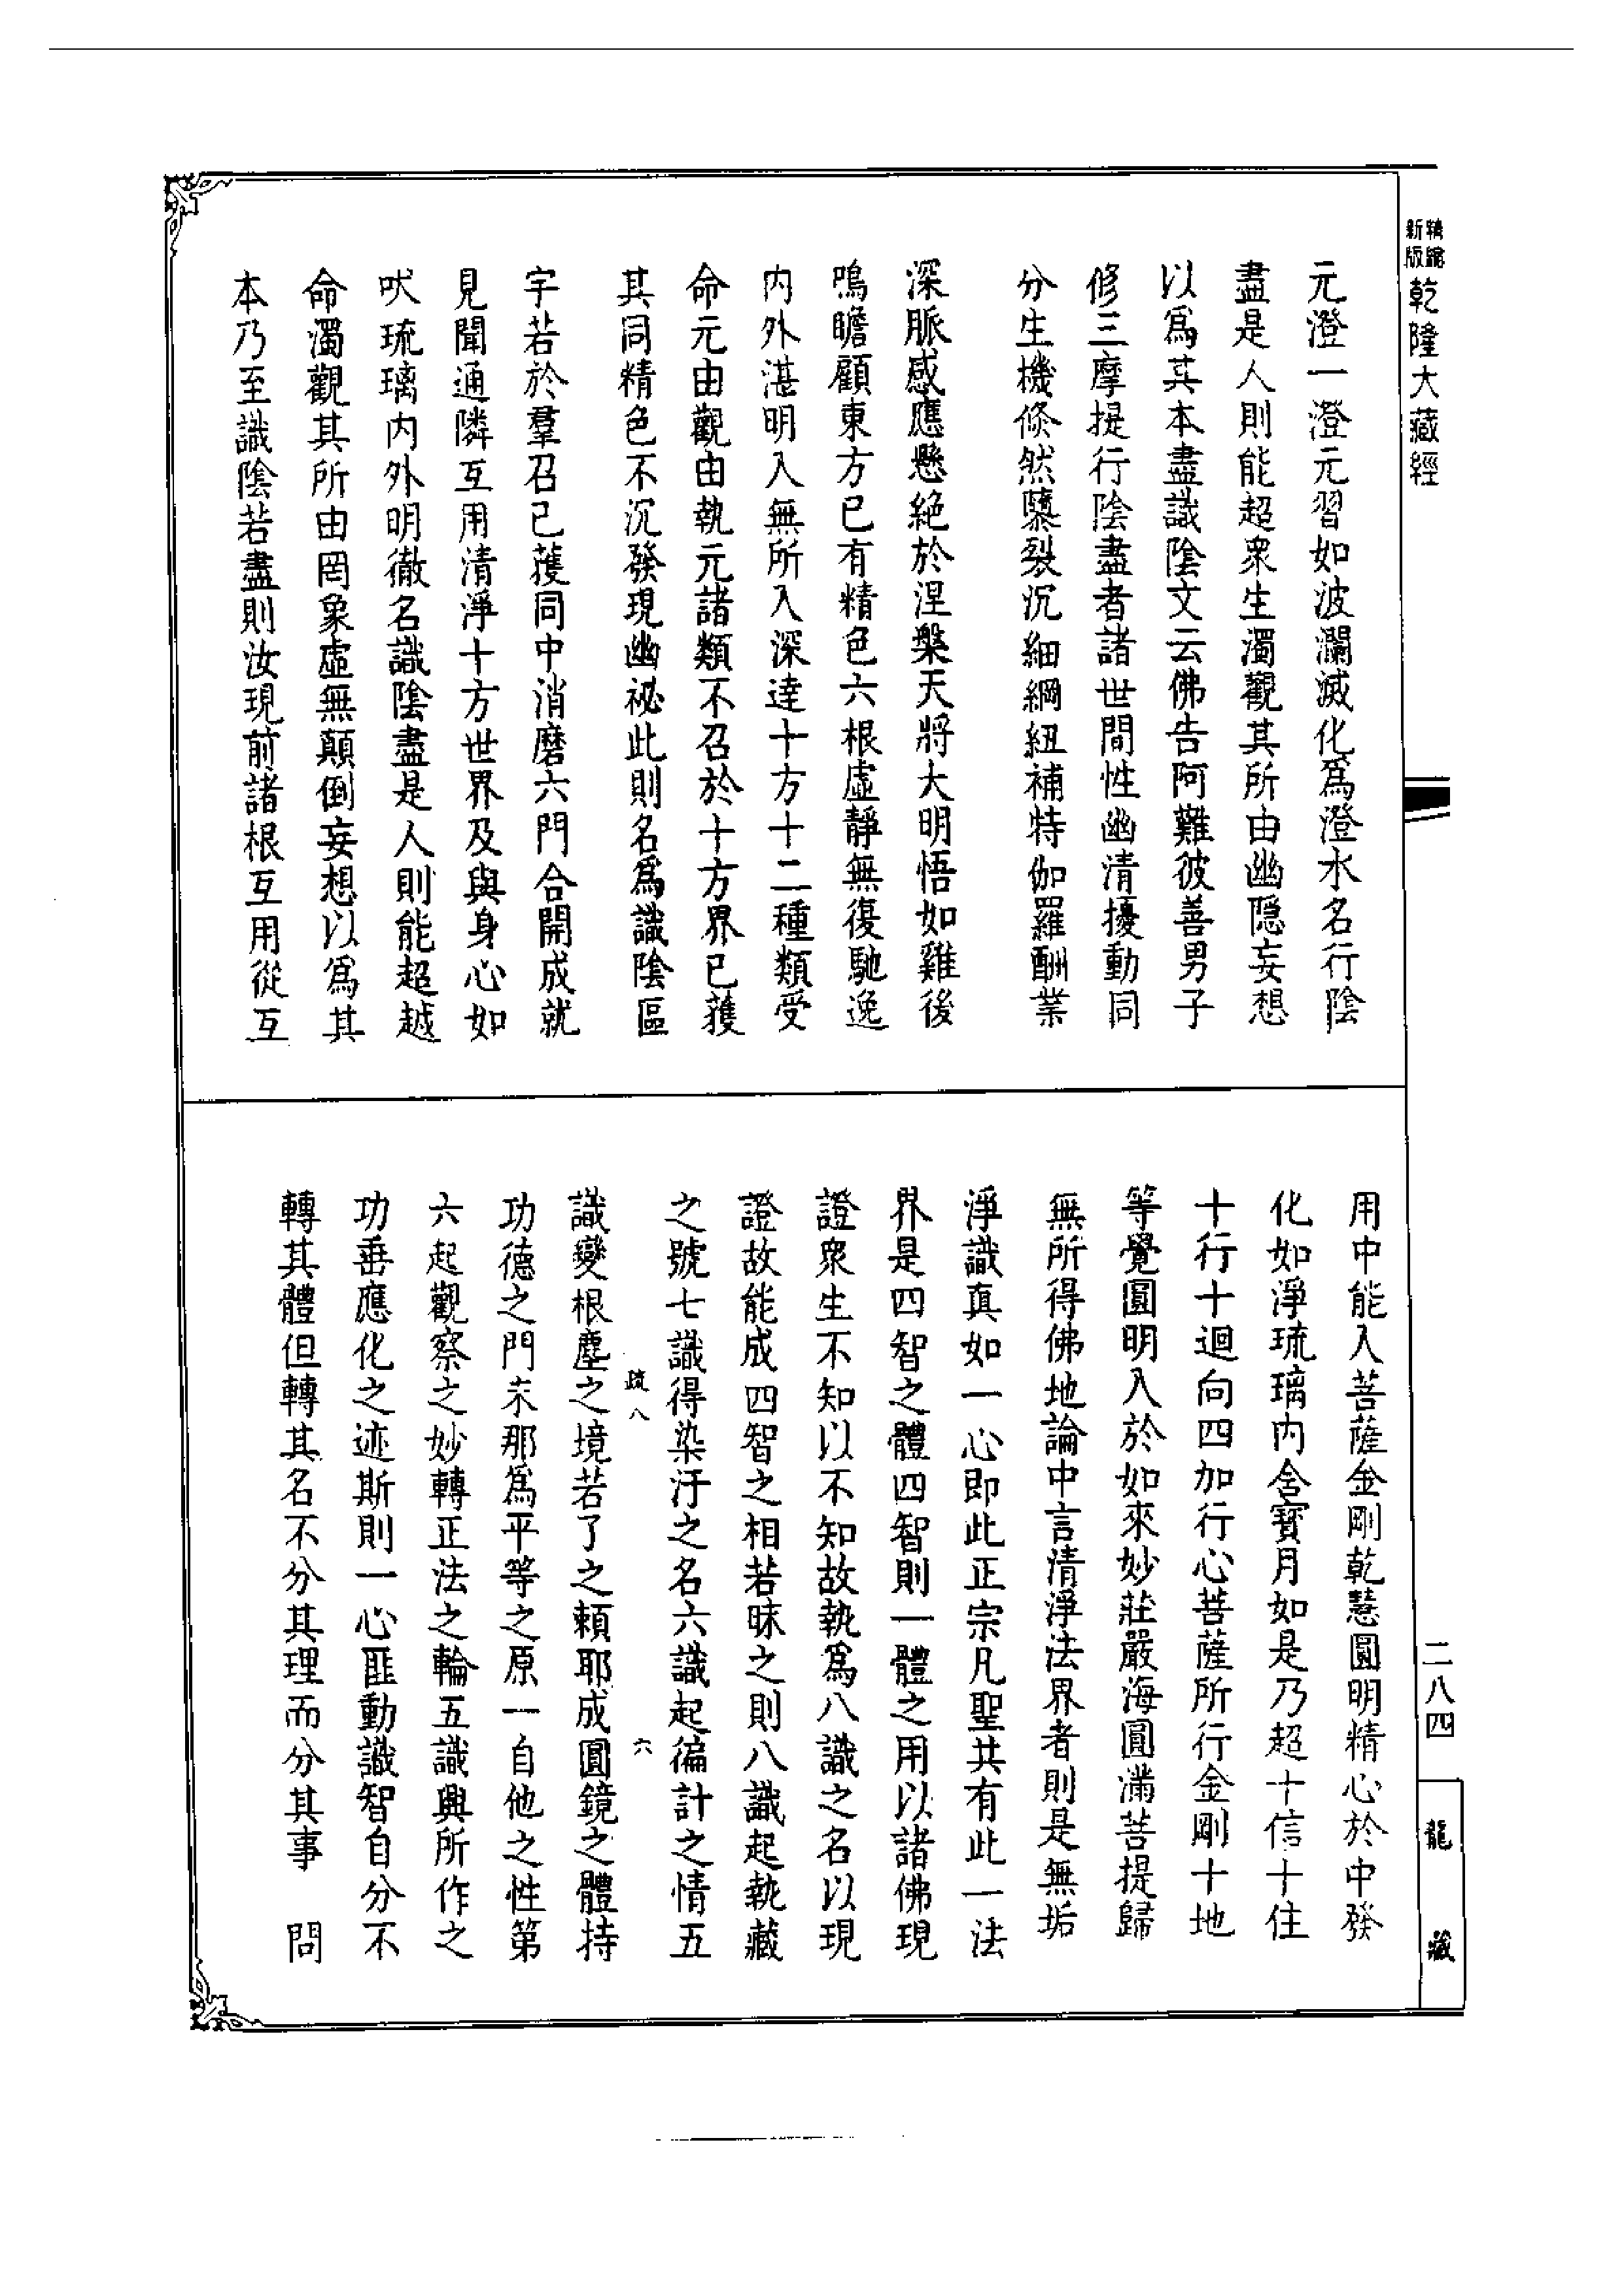 新編
版縮
乾隆大藏經
元澄一澄元習如波瀾滅化為澄水名行陰
盡是人則能超眾生濁觀其所由幽隱妄想
以為其本盡識陰文云佛告阿難彼善男子
修三摩提行陰盡者諸世間性幽清擾動同
分生機倏然隳裂沉細綱紐補特伽羅酬業
深脈感應懸絕於涅槃天將大明悟如雞後
鳴瞻顧東方已有精色六根虛靜無復馳逸
內外湛明入無所入深達十方十二種類受
命元由觀由執元諸類不召於十方界已獲
其同精色不沉發現幽祕此則名為識陰區
宇若於羣召已獲同中消磨六門合開成就
見聞通隣互用清淨十方世界及與身心如
吠琉璃內外明徹名識陰盡是人則能超越
命濁觀其所由罔象虛無顛倒妄想以為其
本乃至識陰若盡則汝現前諸根互用從互
用中能入菩薩金剛乾慧圓明精心於中發
化如淨琉璃內含寶月如是乃超十信十住
十行十迴向四加行心菩薩所行金剛十地
等覺圓明入於如來妙莊嚴海圓滿菩提歸
無所得佛地論中言清淨法界者則是無垢
淨識真如一心即此正宗凡聖共有此一法
界是四智之體四智則一體之用以諸佛現
證眾生不知以不知故執為八識之名以現
證故能成四智之相若昧之則八識起執藏
之號七識得染汙之名六識起徧計之情五
識變根塵之境若了之賴耶成圓鏡之體持
功德之門末那為平等之原一自他之性第
六起觀察之妙轉正法之輪五識興所作之
功垂應化之迹斯則一心匪動識智自分不
轉其體但轉其名不分其理而分其事　問
疏八
六
二八四
龍藏